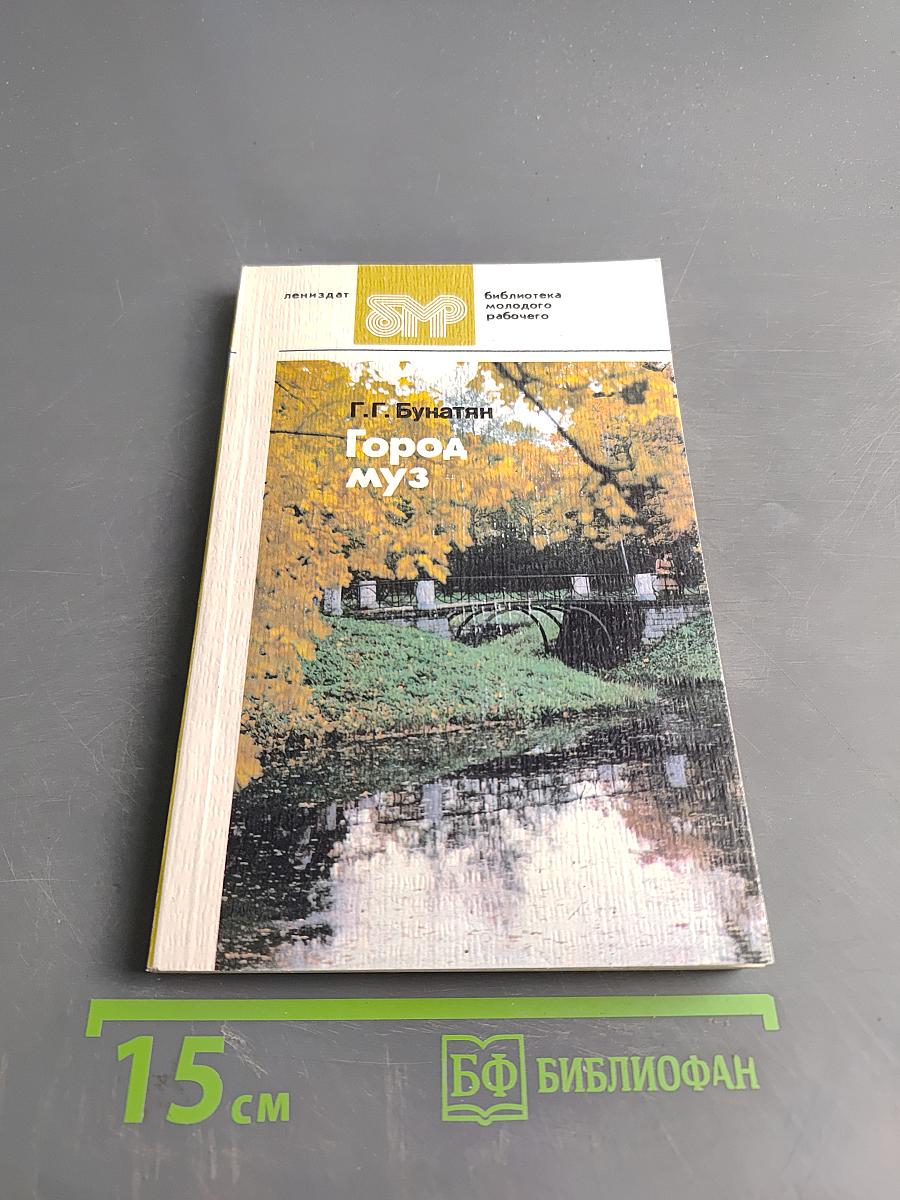 лениздат
бмр
библиотека
молодого
рабочего
Г.Г. Бунатян
Город
муз
15 см
БФ БИБЛИОФАН